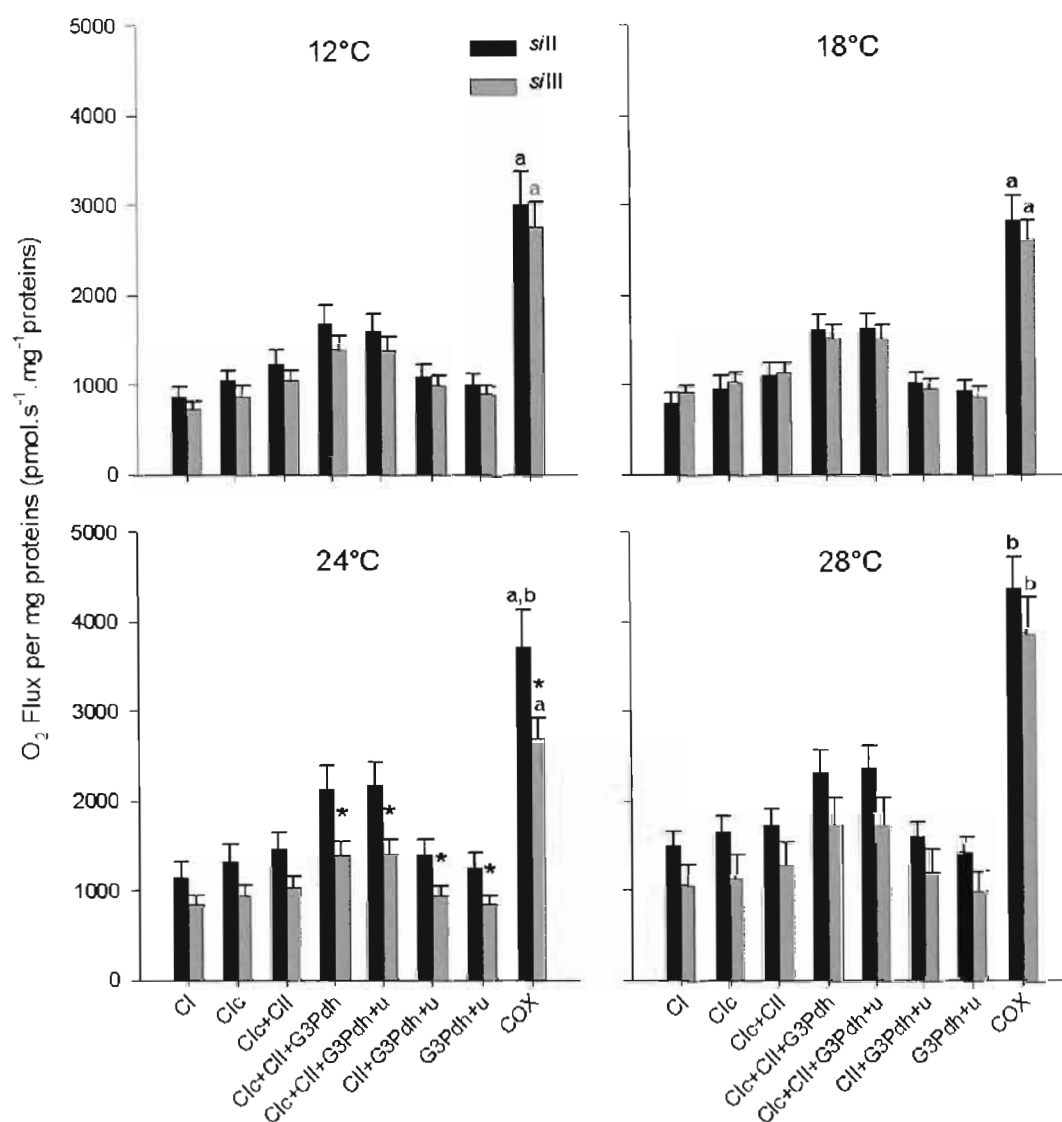 O₂ Flux per mg proteins (pmol.s⁻¹.mg⁻¹proteins)
12°C
siII
siIII
5000
4000
3000
2000
1000
0
a
a
18°C
a
a
24°C
5000
4000
3000
2000
1000
0
*
*
*
*
a,b
*
a
28°C
b
b
CI
CIc
CIc+CII
CIc+CII+G3Pdh
CIc+CII+G3Pdh+u
CII+G3Pdh+u
G3Pdh+u
COX
CI
CIc
CIc+CII
CIc+CII+G3Pdh
CIc+CII+G3Pdh+u
CII+G3Pdh+u
G3Pdh+u
COX